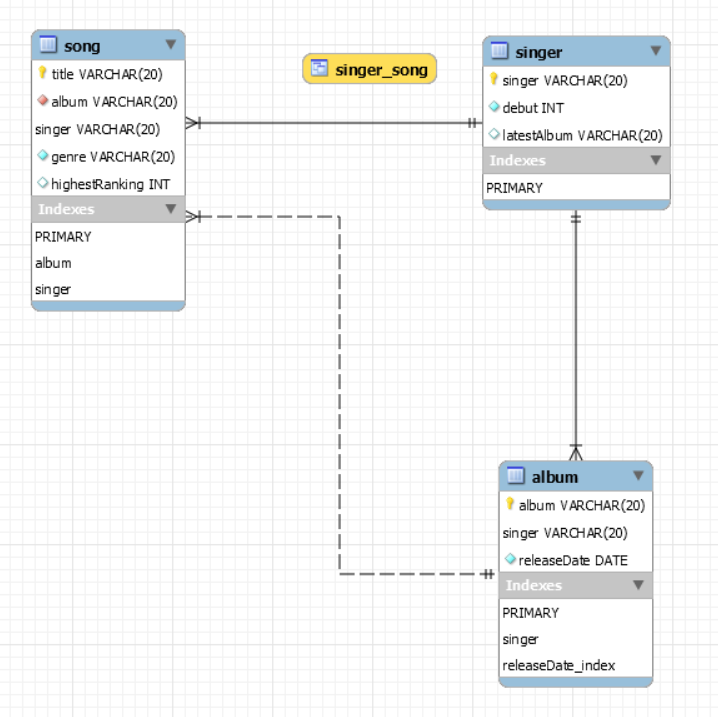 song
title VARCHAR(20)
album VARCHAR(20)
singer VARCHAR(20)
genre VARCHAR(20)
highestRanking INT
Indexes
PRIMARY
album
singer
singer_song
singer
singer VARCHAR(20)
debut INT
latestAlbum VARCHAR(20)
Indexes
PRIMARY
album
album VARCHAR(20)
singer VARCHAR(20)
releaseDate DATE
Indexes
PRIMARY
singer
releaseDate_index